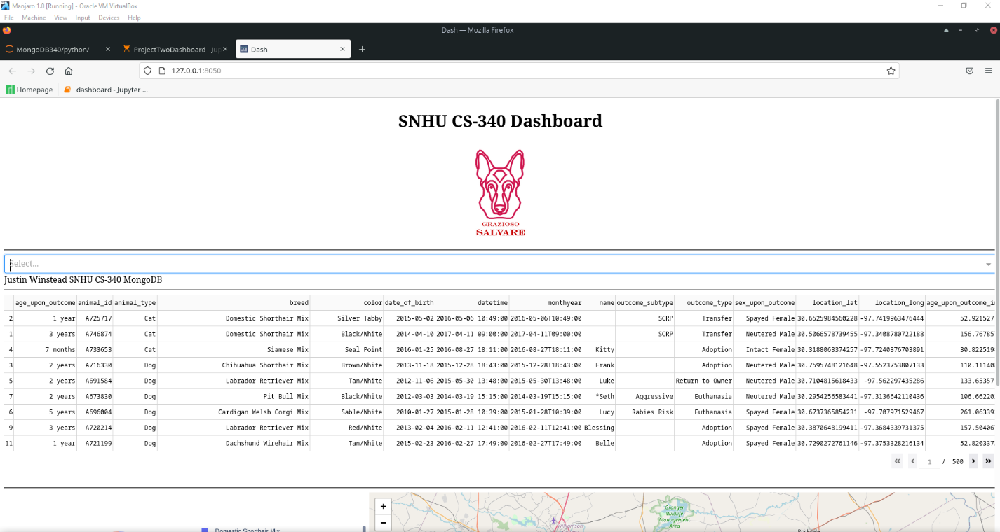 Manjaro 1.0 [Running] - Oracle VM VirtualBox
File Machine View Input Devices Help
Dash — Mozilla Firefox
MongoDB340/python/ ProjectTwoDashboard - Jup Dash
127.0.0.1:8050
Homepage dashboard - Jupyter ...
SNHU CS-340 Dashboard
GRAZIOSO
SALVARE
Select...
Justin Winstead SNHU CS-340 MongoDB
age_upon_outcome animal_id animal_type breed color date_of_birth datetime monthyear name outcome_subtype outcome_type sex_upon_outcome location_lat location_long age_upon_outcome_i
2 1 year A725717 Cat Domestic Shorthair Mix Silver Tabby 2015-05-02 2016-05-06 10:49:00 2016-05-06T10:49:00 SCRP Transfer Spayed Female 30.6525984560228 -97.7419963476444 52.921527
1 3 years A746874 Cat Domestic Shorthair Mix Black/White 2014-04-10 2017-04-11 09:00:00 2017-04-11T09:00:00 SCRP Transfer Neutered Male 30.5066578739455 -97.3408780722188 156.76785
4 7 months A733653 Cat Siamese Mix Seal Point 2016-01-25 2016-08-27 18:11:00 2016-08-27T18:11:00 Kitty Adoption Intact Female 30.3188063374257 -97.7240376703891 30.822519
3 2 years A716330 Dog Chihuahua Shorthair Mix Brown/White 2013-11-18 2015-12-28 18:43:00 2015-12-28T18:43:00 Frank Adoption Neutered Male 30.7595748121648 -97.5523753807133 110.11140
5 2 years A691584 Dog Labrador Retriever Mix Tan/White 2012-11-06 2015-05-30 13:48:00 2015-05-30T13:48:00 Luke Return to Owner Neutered Male 30.7104815618433 -97.562297435286 133.65357
7 2 years A673830 Dog Pit Bull Mix Black/White 2012-03-03 2014-03-19 15:15:00 2014-03-19T15:15:00 *Seth Aggressive Euthanasia Neutered Male 30.2954256583441 -97.3136642110436 106.66220
6 5 years A696004 Dog Cardigan Welsh Corgi Mix Sable/White 2010-01-27 2015-01-28 10:39:00 2015-01-28T10:39:00 Lucy Rabies Risk Euthanasia Spayed Female 30.6737365854231 -97.707971529467 261.06339
9 3 years A720214 Dog Labrador Retriever Mix Red/White 2013-02-04 2016-02-11 12:41:00 2016-02-11T12:41:00 Blessing Adoption Spayed Female 30.3870648199411 -97.3684339731375 157.50406
11 1 year A721199 Dog Dachshund Wirehair Mix Tan/White 2015-02-23 2016-02-27 17:49:00 2016-02-27T17:49:00 Belle Adoption Spayed Female 30.7290272761146 -97.3753328216134 52.820337
1 / 500
+
−
Granger
Wildlife
Management
Area
Williamson
Domestic Shorthair Mix
Rockdale